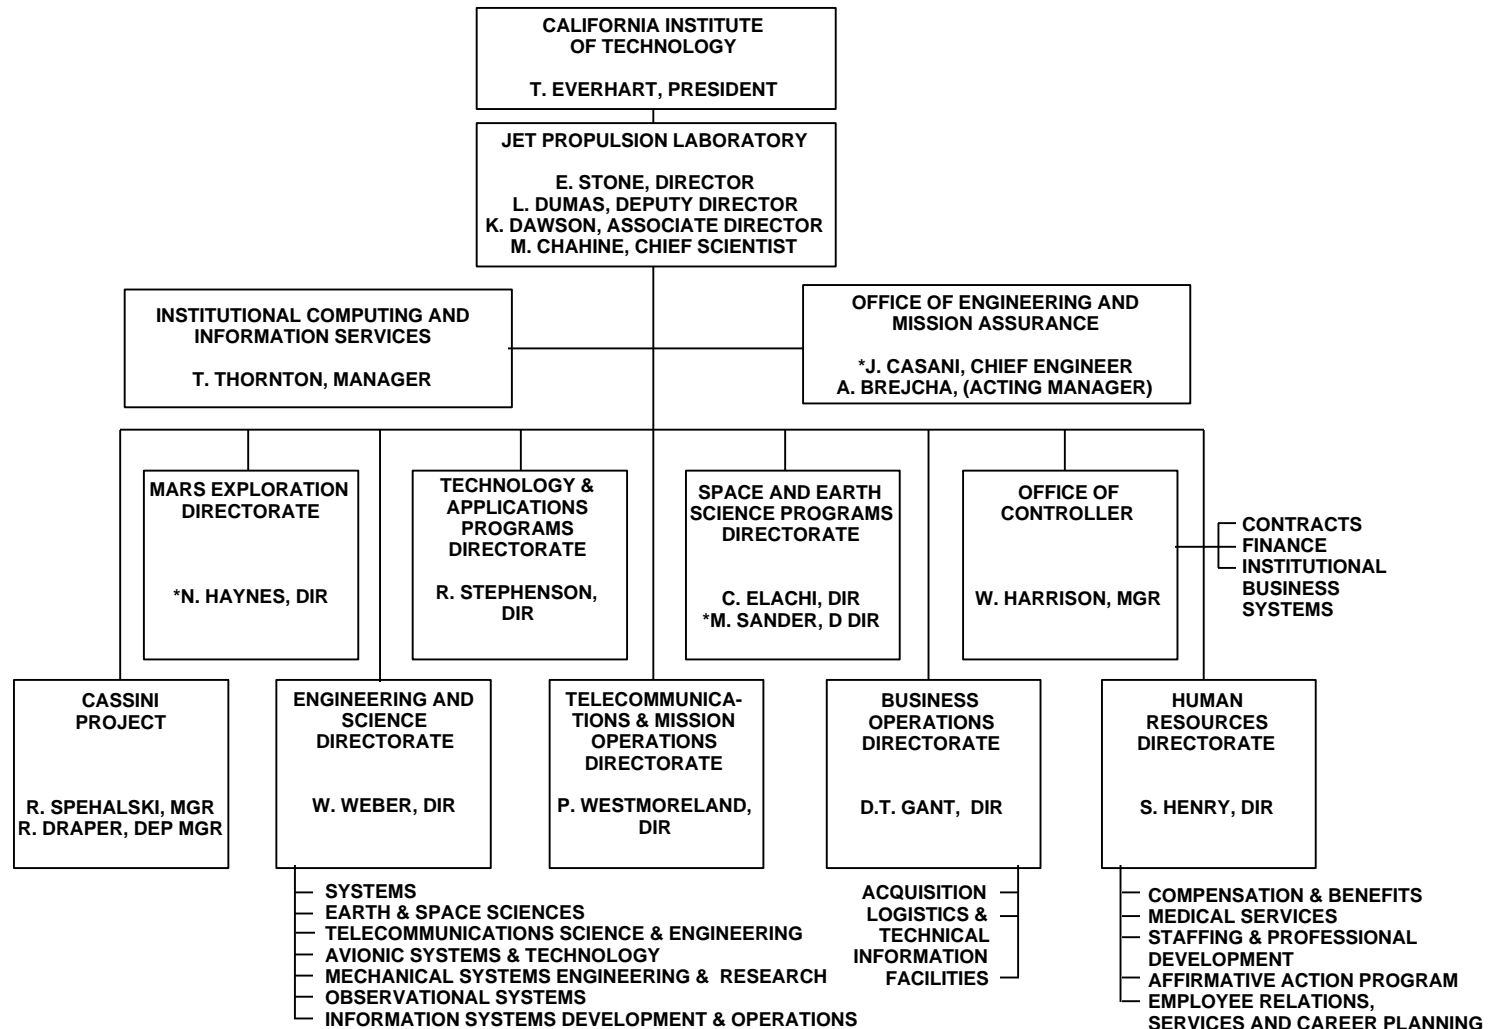 CALIFORNIA INSTITUTE
OF TECHNOLOGY
T. EVERHART, PRESIDENT
JET PROPULSION LABORATORY
E. STONE, DIRECTOR
L. DUMAS, DEPUTY DIRECTOR
K. DAWSON, ASSOCIATE DIRECTOR
M. CHAHINE, CHIEF SCIENTIST
INSTITUTIONAL COMPUTING AND
INFORMATION SERVICES
T. THORNTON, MANAGER
OFFICE OF ENGINEERING AND
MISSION ASSURANCE
*J. CASANI, CHIEF ENGINEER
A. BREJCHA, (ACTING MANAGER)
MARS EXPLORATION
DIRECTORATE
*N. HAYNES, DIR
TECHNOLOGY &
APPLICATIONS
PROGRAMS
DIRECTORATE
R. STEPHENSON,
DIR
SPACE AND EARTH
SCIENCE PROGRAMS
DIRECTORATE
C. ELACHI, DIR
*M. SANDER, D DIR
OFFICE OF
CONTROLLER
W. HARRISON, MGR
CONTRACTS
FINANCE
INSTITUTIONAL
BUSINESS
SYSTEMS
CASSINI
PROJECT
R. SPEHALSKI, MGR
R. DRAPER, DEP MGR
ENGINEERING AND
SCIENCE
DIRECTORATE
W. WEBER, DIR
SYSTEMS
EARTH & SPACE SCIENCES
TELECOMMUNICATIONS SCIENCE & ENGINEERING
AVIONIC SYSTEMS & TECHNOLOGY
MECHANICAL SYSTEMS ENGINEERING & RESEARCH
OBSERVATIONAL SYSTEMS
INFORMATION SYSTEMS DEVELOPMENT & OPERATIONS
TELECOMMUNICA-
TIONS & MISSION
OPERATIONS
DIRECTORATE
P. WESTMORELAND,
DIR
BUSINESS
OPERATIONS
DIRECTORATE
D.T. GANT, DIR
ACQUISITION
LOGISTICS &
TECHNICAL
INFORMATION
FACILITIES
HUMAN
RESOURCES
DIRECTORATE
S. HENRY, DIR
COMPENSATION & BENEFITS
MEDICAL SERVICES
STAFFING & PROFESSIONAL
DEVELOPMENT
AFFIRMATIVE ACTION PROGRAM
EMPLOYEE RELATIONS,
SERVICES AND CAREER PLANNING